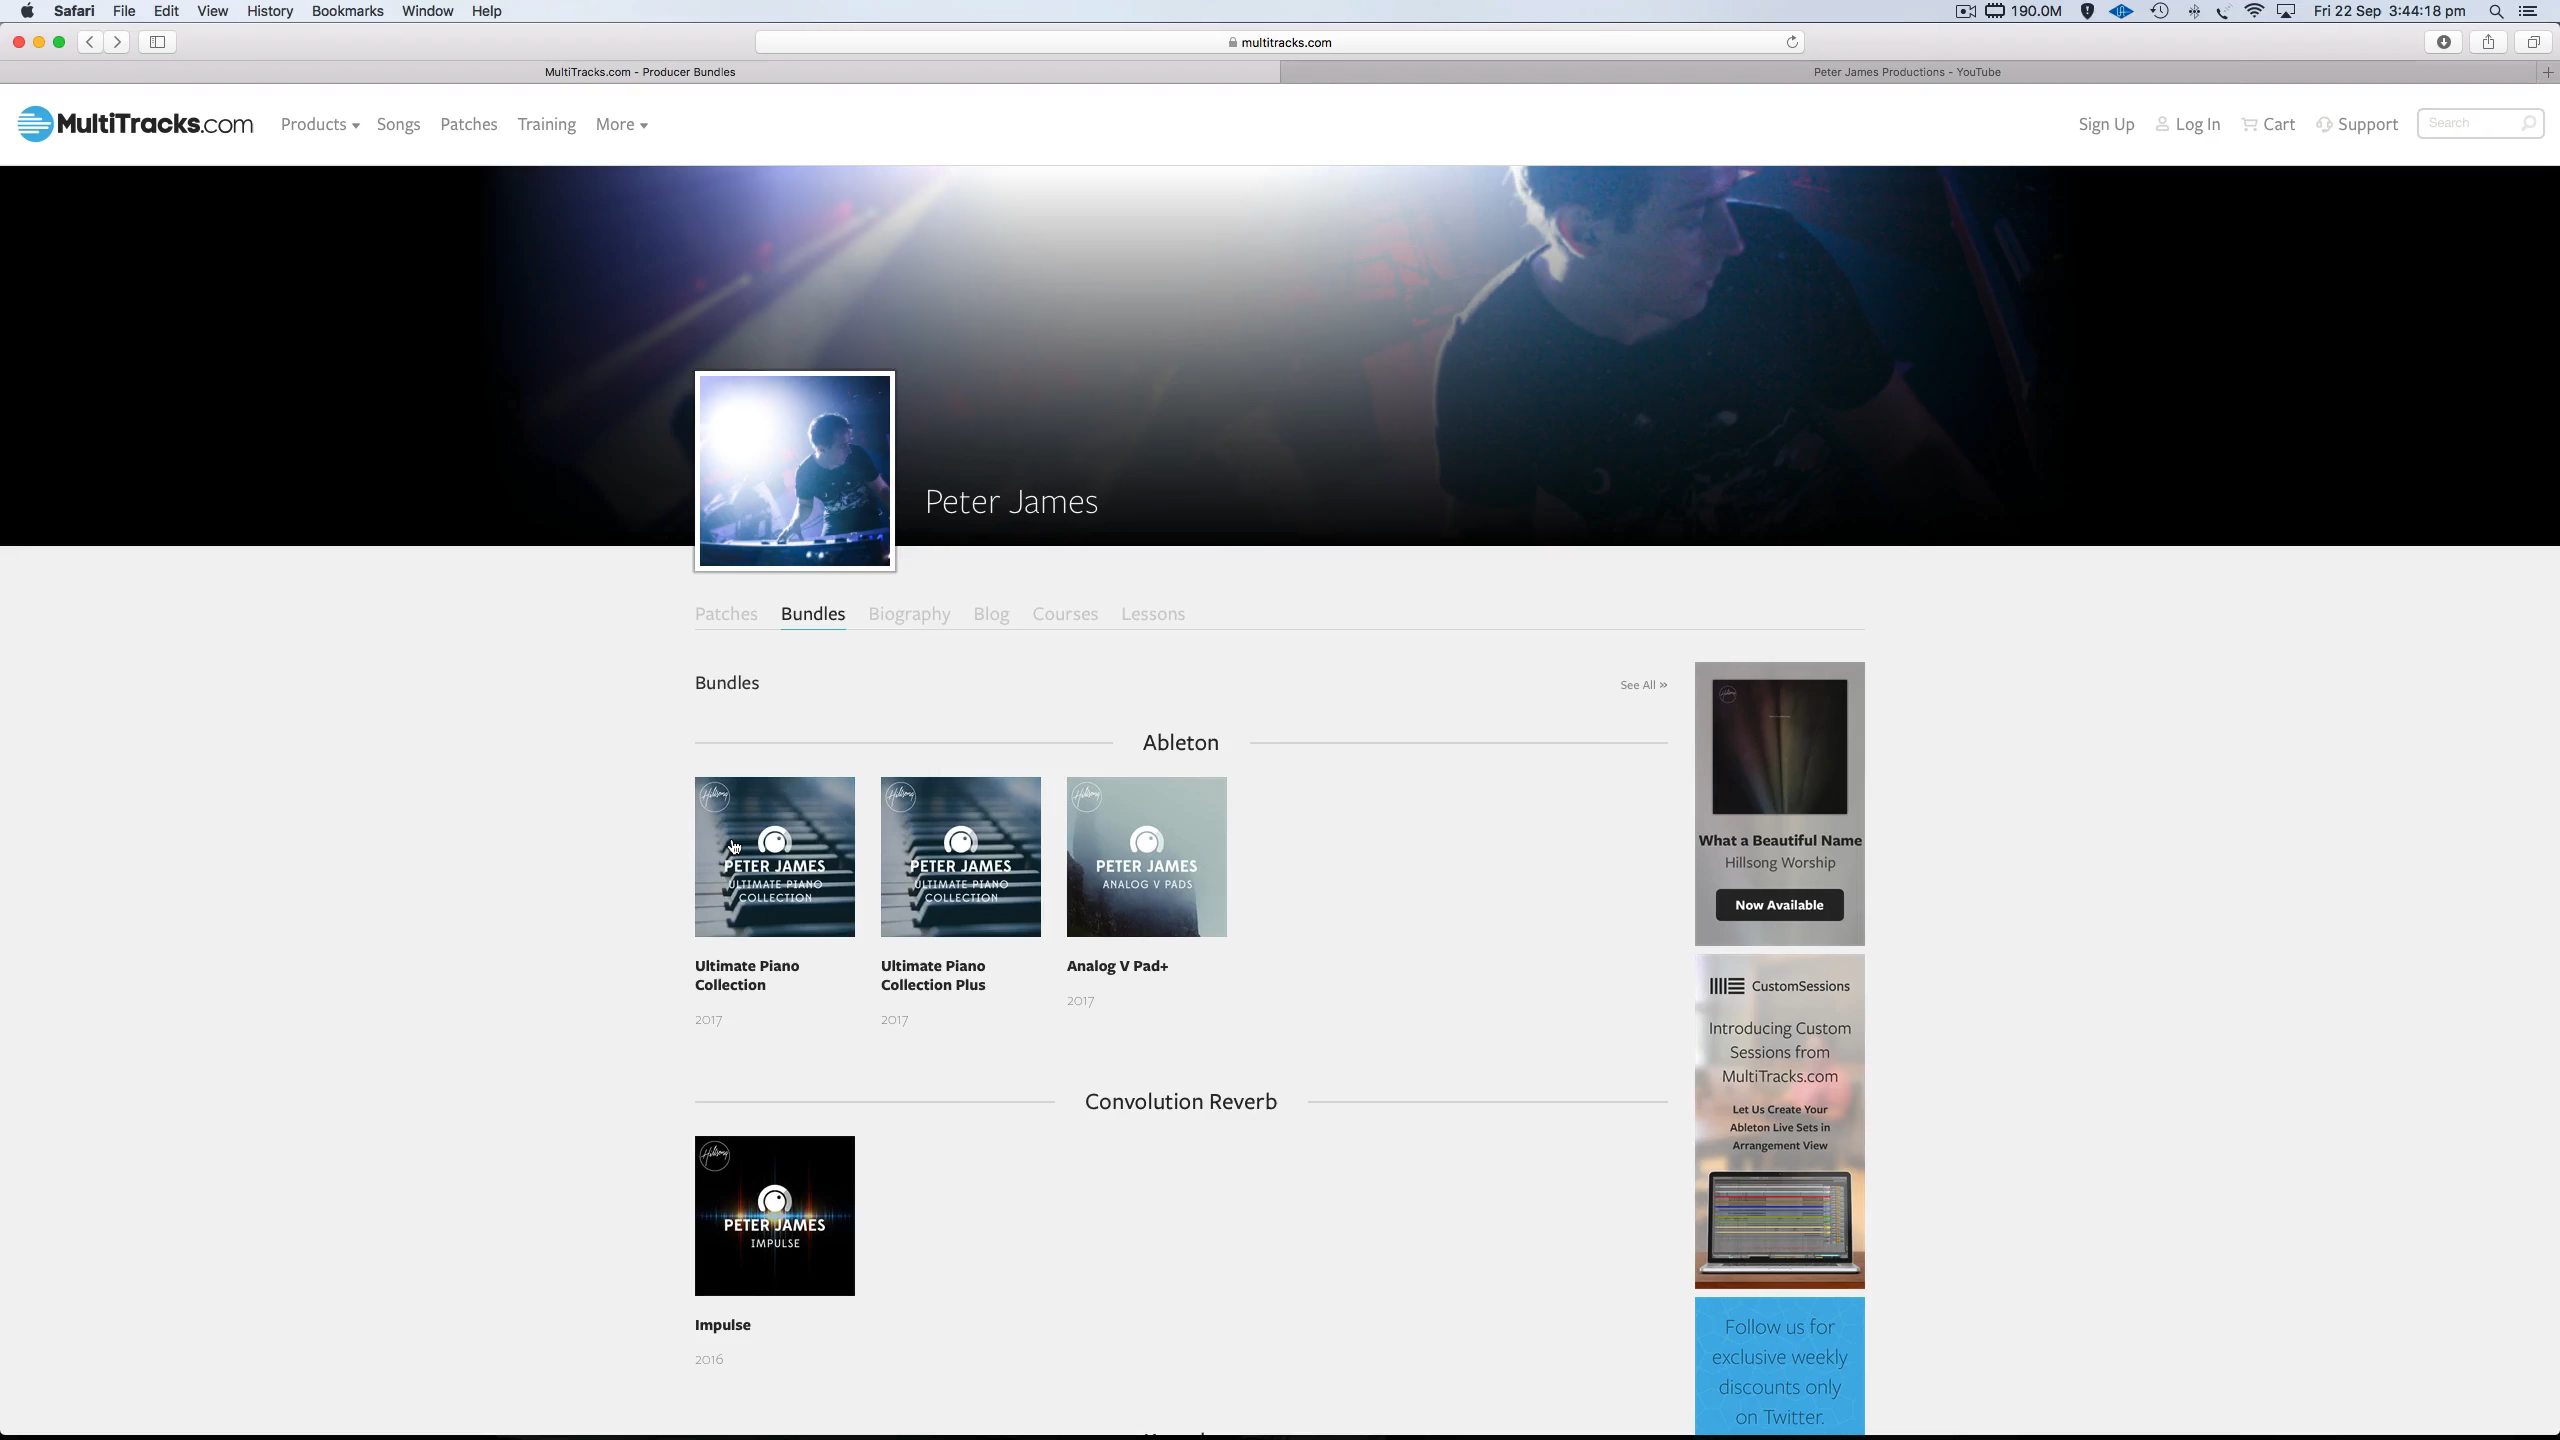 Safari File Edit View History Bookmarks Window Help 190.0M Fri 22 Sep 3:44:18 pm
multitracks.com
MultiTracks.com - Producer Bundles Peter James Productions - YouTube
MultiTracks.com Products Songs Patches Training More Sign Up Log In Cart Support Search
Peter James
Patches Bundles Biography Blog Courses Lessons
Bundles See All »
Ableton
Hillsong
PETER JAMES
ULTIMATE PIANO
COLLECTION
Ultimate Piano
Collection
2017
Hillsong
PETER JAMES
ULTIMATE PIANO
COLLECTION
Ultimate Piano
Collection Plus
2017
Hillsong
PETER JAMES
ANALOG V PADS
Analog V Pad+
2017
Convolution Reverb
Hillsong
PETER JAMES
IMPULSE
Impulse
2016
What a Beautiful Name
Hillsong Worship
Now Available
CustomSessions
Introducing Custom
Sessions from
MultiTracks.com
Let Us Create Your
Ableton Live Sets in
Arrangement View
Follow us for
exclusive weekly
discounts only
on Twitter.